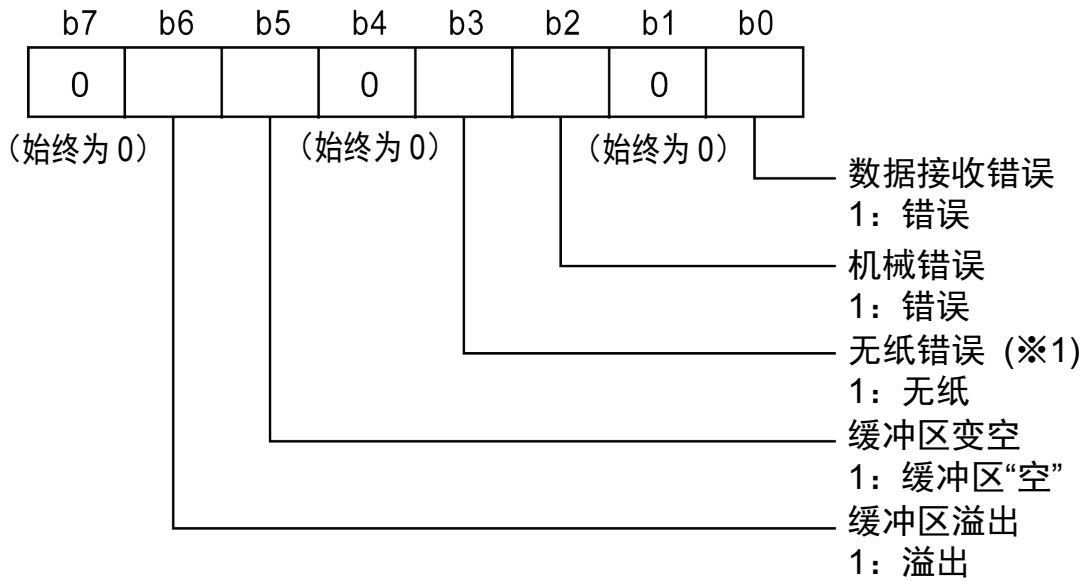 b7 b6 b5 b4 b3 b2 b1 b0
0 0 0
（始终为 0） （始终为 0） （始终为 0）
数据接收错误
1：错误
机械错误
1：错误
无纸错误 (※1)
1：无纸
缓冲区变空
1：缓冲区“空”
缓冲区溢出
1：溢出